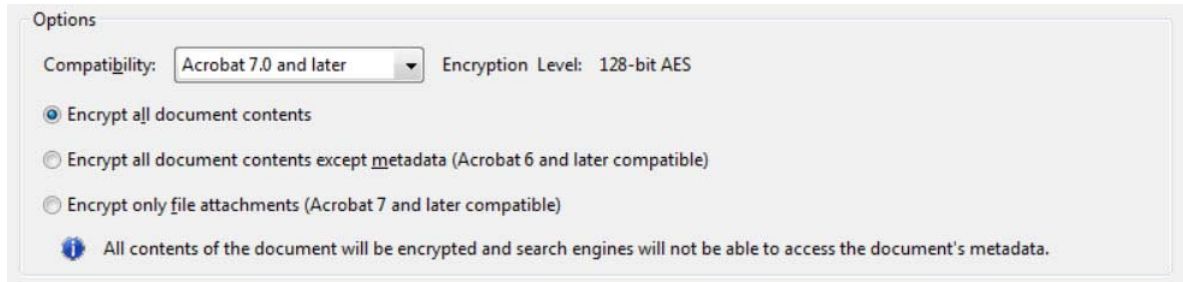 Options
Compatibility: Acrobat 7.0 and later Encryption Level: 128-bit AES
Encrypt all document contents
Encrypt all document contents except metadata (Acrobat 6 and later compatible)
Encrypt only file attachments (Acrobat 7 and later compatible)
All contents of the document will be encrypted and search engines will not be able to access the document's metadata.